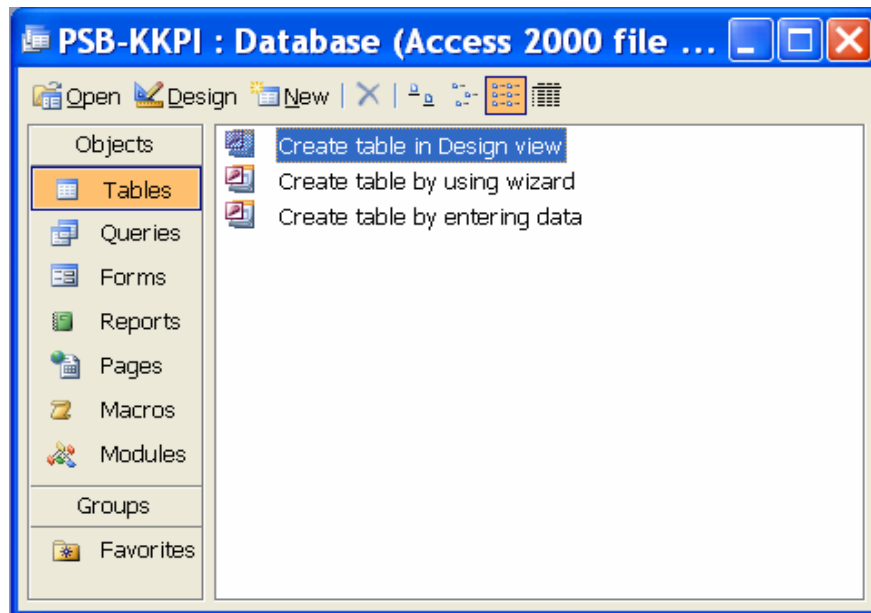 PSB-KKPI : Database (Access 2000 file ...
Open Design New
Objects
Tables
Queries
Forms
Reports
Pages
Macros
Modules
Groups
Favorites
Create table in Design view
Create table by using wizard
Create table by entering data